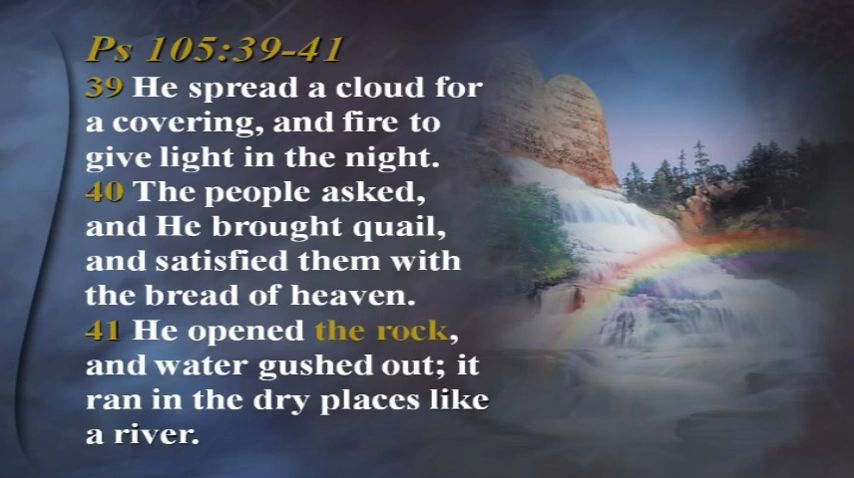 Ps 105:39-41
39 He spread a cloud for
a covering, and fire to
give light in the night.
40 The people asked,
and He brought quail,
and satisfied them with
the bread of heaven.
41 He opened the rock,
and water gushed out; it
ran in the dry places like
a river.